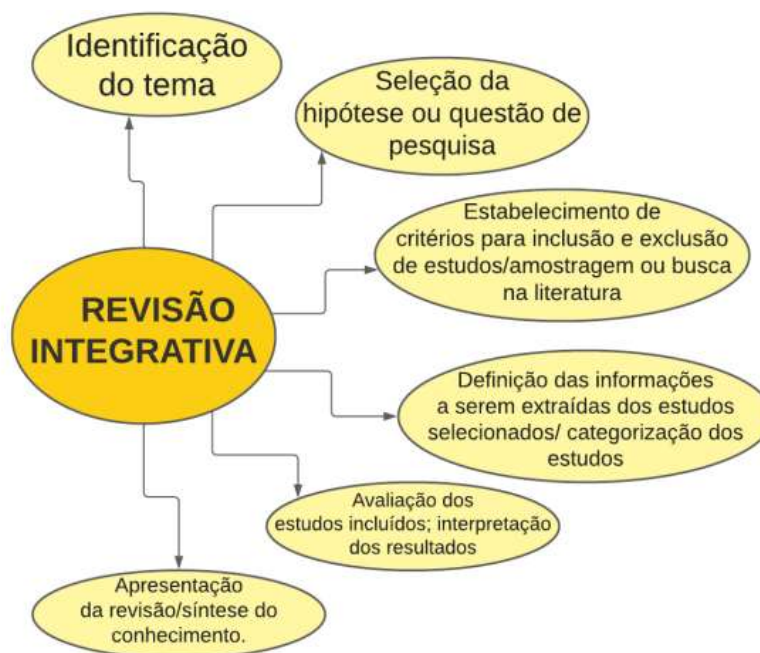 Identificação
do tema
Seleção da
hipótese ou questão de
pesquisa
Estabelecimento de
critérios para inclusão e exclusão
de estudos/amostragem ou busca
na literatura
REVISÃO
INTEGRATIVA
Definição das informações
a serem extraídas dos estudos
selecionados/ categorização dos
estudos
Avaliação dos
estudos incluídos; interpretação
dos resultados
Apresentação
da revisão/síntese do
conhecimento.